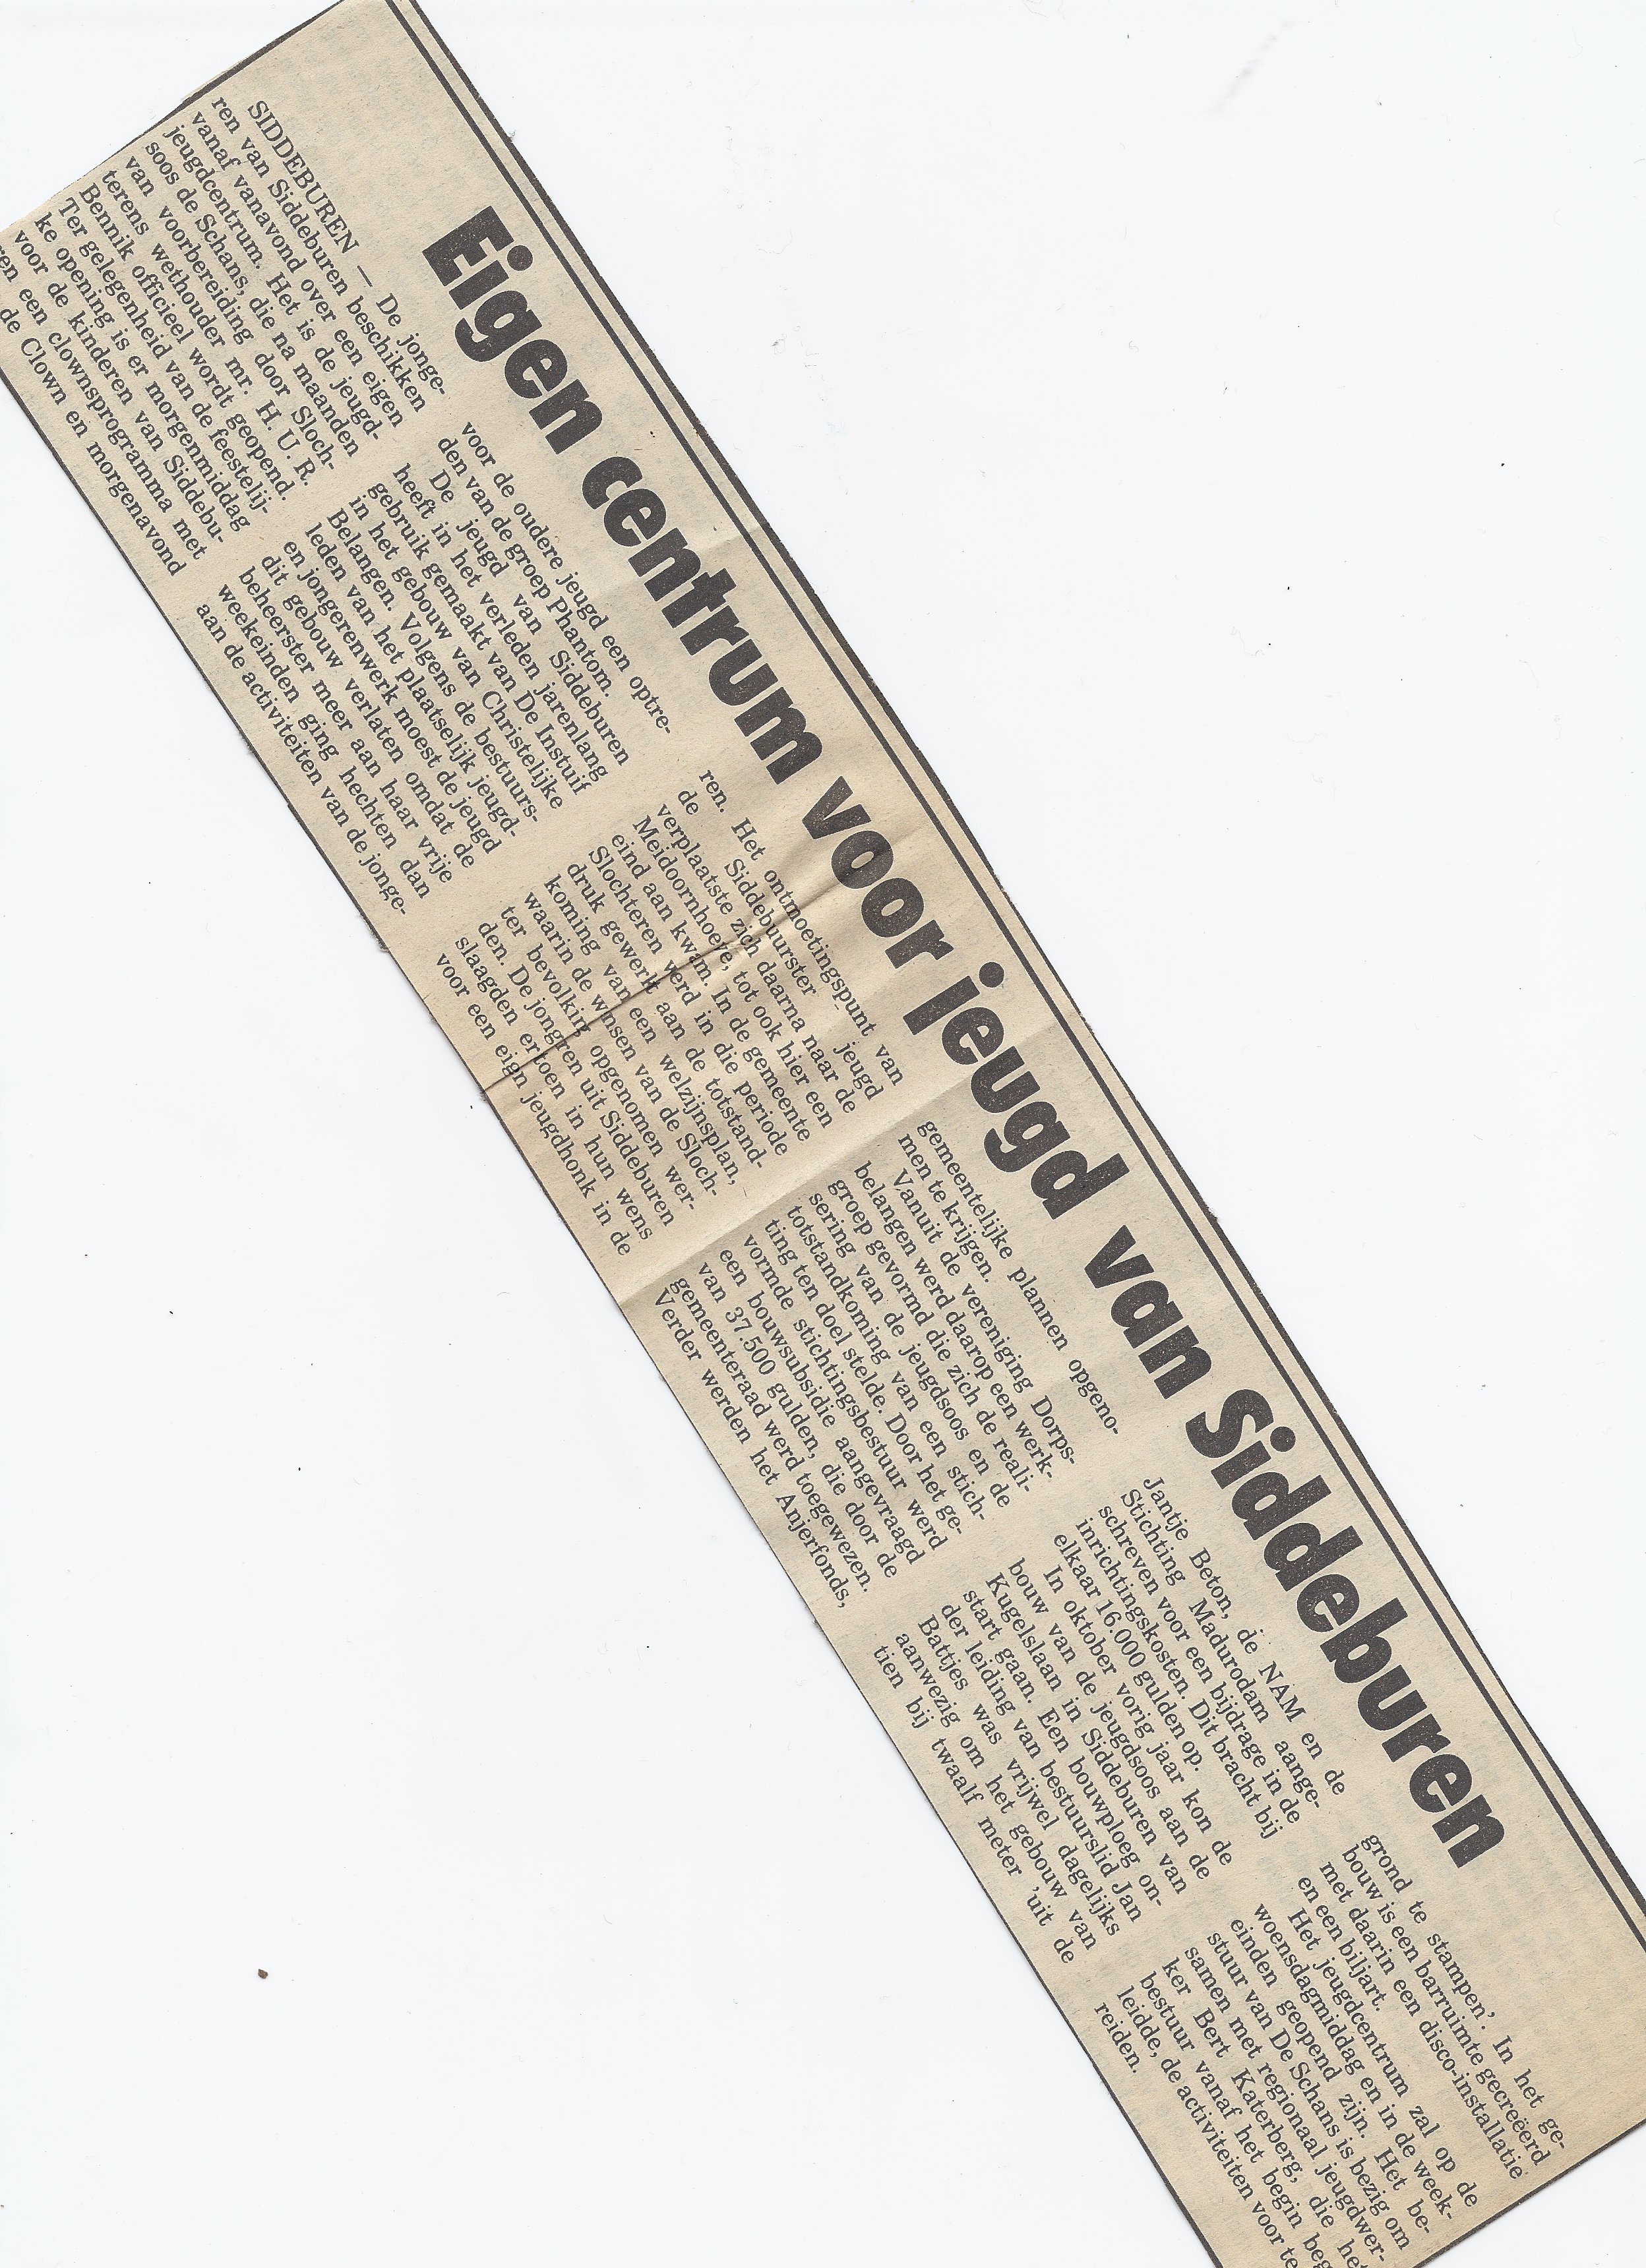 Eigen centrum voor jeugd van Siddeburen
SIDDEBUREN — De jonge-
ren van Siddeburen beschikken
vanaf vanavond over een eigen
jeugdcentrum. Het is de jeugd-
soos de Schans, die na maanden
van voorbereiding door Sloch-
terens wethouder mr. H. U. R.
Bennik officieel wordt geopend.
Ter gelegenheid van de feestelij-
ke opening is er morgenmiddag
voor de kinderen van Siddebu-
ren een clownsprogramma met
de Clown en morgenavond
voor de oudere jeugd een optre-
den van de groep Phantom.
De jeugd van Siddeburen
heeft in het verleden jarenlang
gebruik gemaakt van De Instuif
in het gebouw van Christelijke
Belangen. Volgens de bestuurs-
leden van het plaatselijk jeugd-
en jongerenwerk moest de jeugd
dit gebouw verlaten omdat de
beheerster meer aan haar vrije
weekeinden ging hechten dan
aan de activiteiten van de jonge-
ren. Het ontmoetingspunt van
de Siddebuurster jeugd
verplaatste zich daarna naar de
Meidoornhoeve, tot ook hier een
eind aan kwam. In de gemeente
Slochteren werd in die periode
druk gewerkt aan de totstand-
koming van een welzijnsplan,
waarin de wensen van de Sloch-
ter bevolking opgenomen wer-
den. De jongren uit Siddeburen
slaagden ertoen in hun wens
voor een eign jeugdhonk in de
gemeentelijke plannen opgeno-
men te krijgen.
Vanuit de vereniging Dorps-
belangen werd daarop een werk-
groep gevormd die zich de reali-
sering van de jeugdsoos en de
totstandkoming van een stich-
ting ten doel stelde. Door het ge-
vormde stichtingsbestuur werd
een bouwsubsidie aangevraagd
van 37.500 gulden, die door de
gemeenteraad werd toegewezen.
Verder werden het Anjerfonds,
Jantje Beton, de NAM en de
Stichting Madurodam aange-
schreven voor een bijdrage in de
inrichtingskosten. Dit bracht bij
elkaar 16.000 gulden op.
In oktober vorig jaar kon de
bouw van de jeugdsoos aan de
Kugelslaan in Siddeburen van
start gaan. Een bouwploeg on-
der leiding van bestuurslid Jan
Battjes was vrijwel dagelijks
aanwezig om het gebouw van
tien bij twaalf meter 'uit de
grond te stampen'. In het ge-
bouw is een barruimte gecreëerd
met daarin een disco-installatie
en een biljart.
Het jeugdcentrum zal op de
woensdagmiddag en in de week-
einden geopend zijn. Het be-
stuur van De Schans is bezig om
samen met regionaal jeugdwer-
ker Bert Katerberg, die het
bestuur vanaf het begin beg
leidde, de activiteiten voor te
reiden.